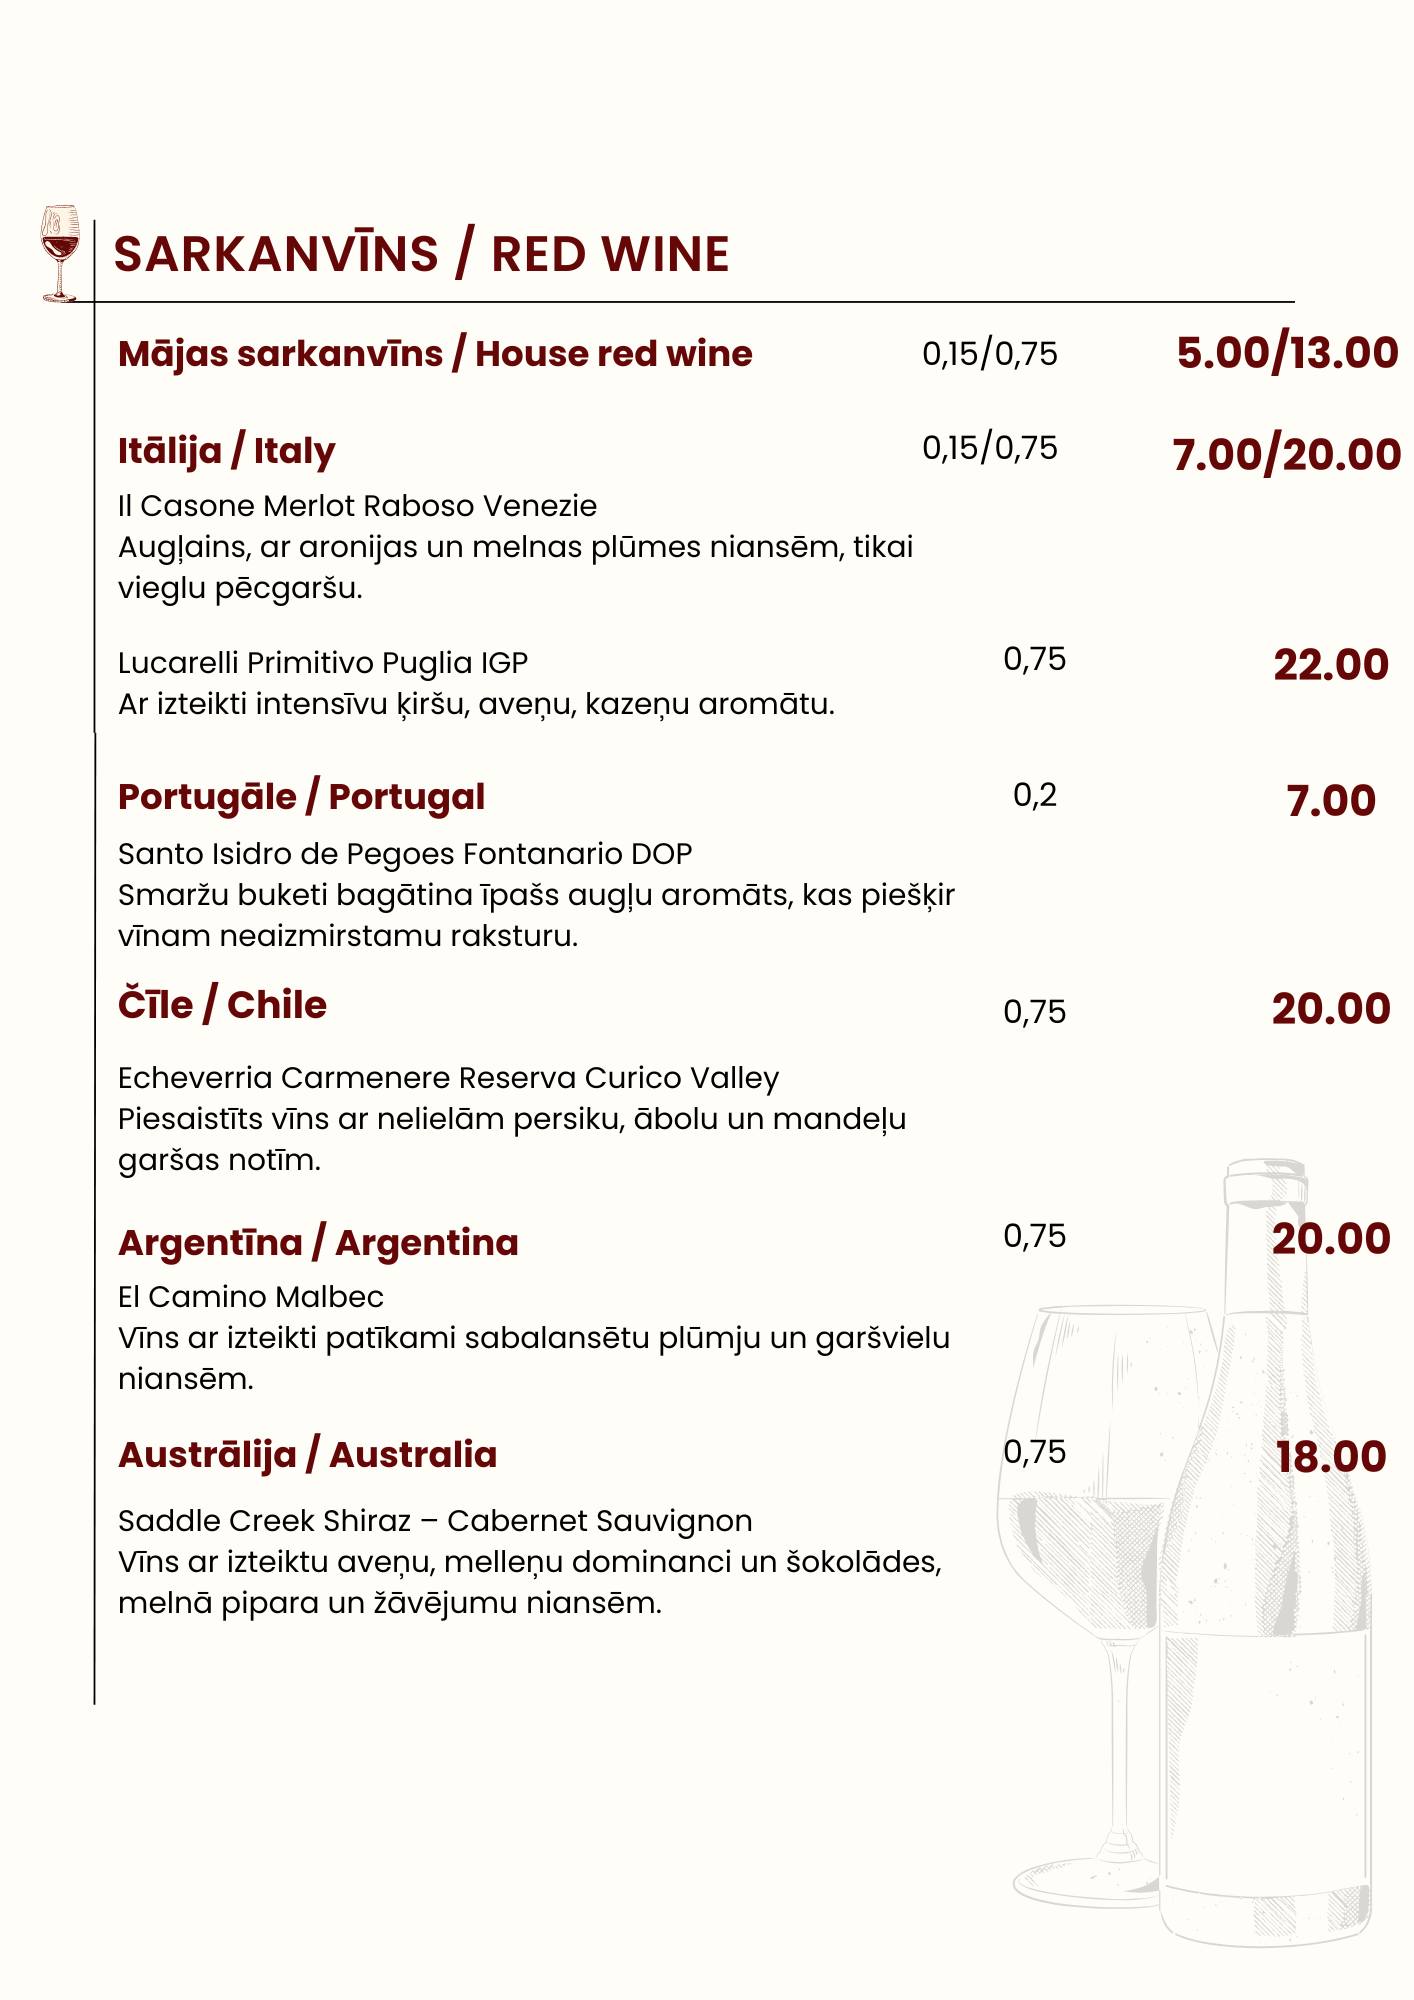 SARKANVĪNS / RED WINE
Mājas sarkanvīns / House red wine 0,15/0,75 5.00/13.00
Itālija / Italy 0,15/0,75 7.00/20.00
Il Casone Merlot Raboso Venezie
Augļains, ar aronijas un melnas plūmes niansēm, tikai
vieglu pēcgaršu.
Lucarelli Primitivo Puglia IGP 0,75 22.00
Ar izteikti intensīvu ķiršu, aveņu, kazeņu aromātu.
Portugāle / Portugal 0,2 7.00
Santo Isidro de Pegoes Fontanario DOP
Smaržu buketi bagātina īpašs augļu aromāts, kas piešķir
vīnam neaizmirstamu raksturu.
Čīle / Chile 0,75 20.00
Echeverria Carmenere Reserva Curico Valley
Piesaistīts vīns ar nelielām persiku, ābolu un mandeļu
garšas notīm.
Argentīna / Argentina 0,75 20.00
El Camino Malbec
Vīns ar izteikti patīkami sabalansētu plūmju un garšvielu
niansēm.
Austrālija / Australia 0,75 18.00
Saddle Creek Shiraz – Cabernet Sauvignon
Vīns ar izteiktu aveņu, melleņu dominanci un šokolādes,
melnā pipara un žāvējumu niansēm.